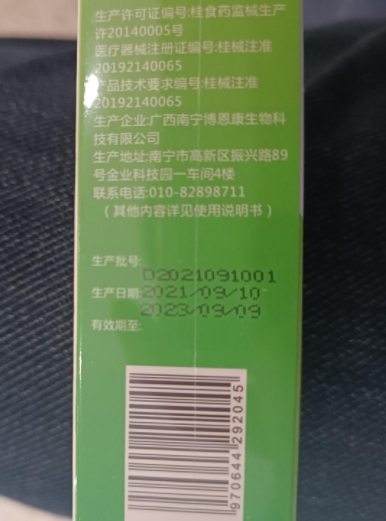 生产许可证编号:桂食药监械生产
许20140005号
医疗器械注册证编号:桂械注准
20192140065
产品技术要求编号:桂械注准
20192140065
生产企业:广西南宁博恩康生物科
技有限公司
生产地址:南宁市高新区振兴路89
号金业科技园一车间4楼
联系电话:010-82898711
（其他内容详见使用说明书）
生产批号:
D2021091001
生产日期:2021/09/10
2023/09/09
有效期至:
970644 292045